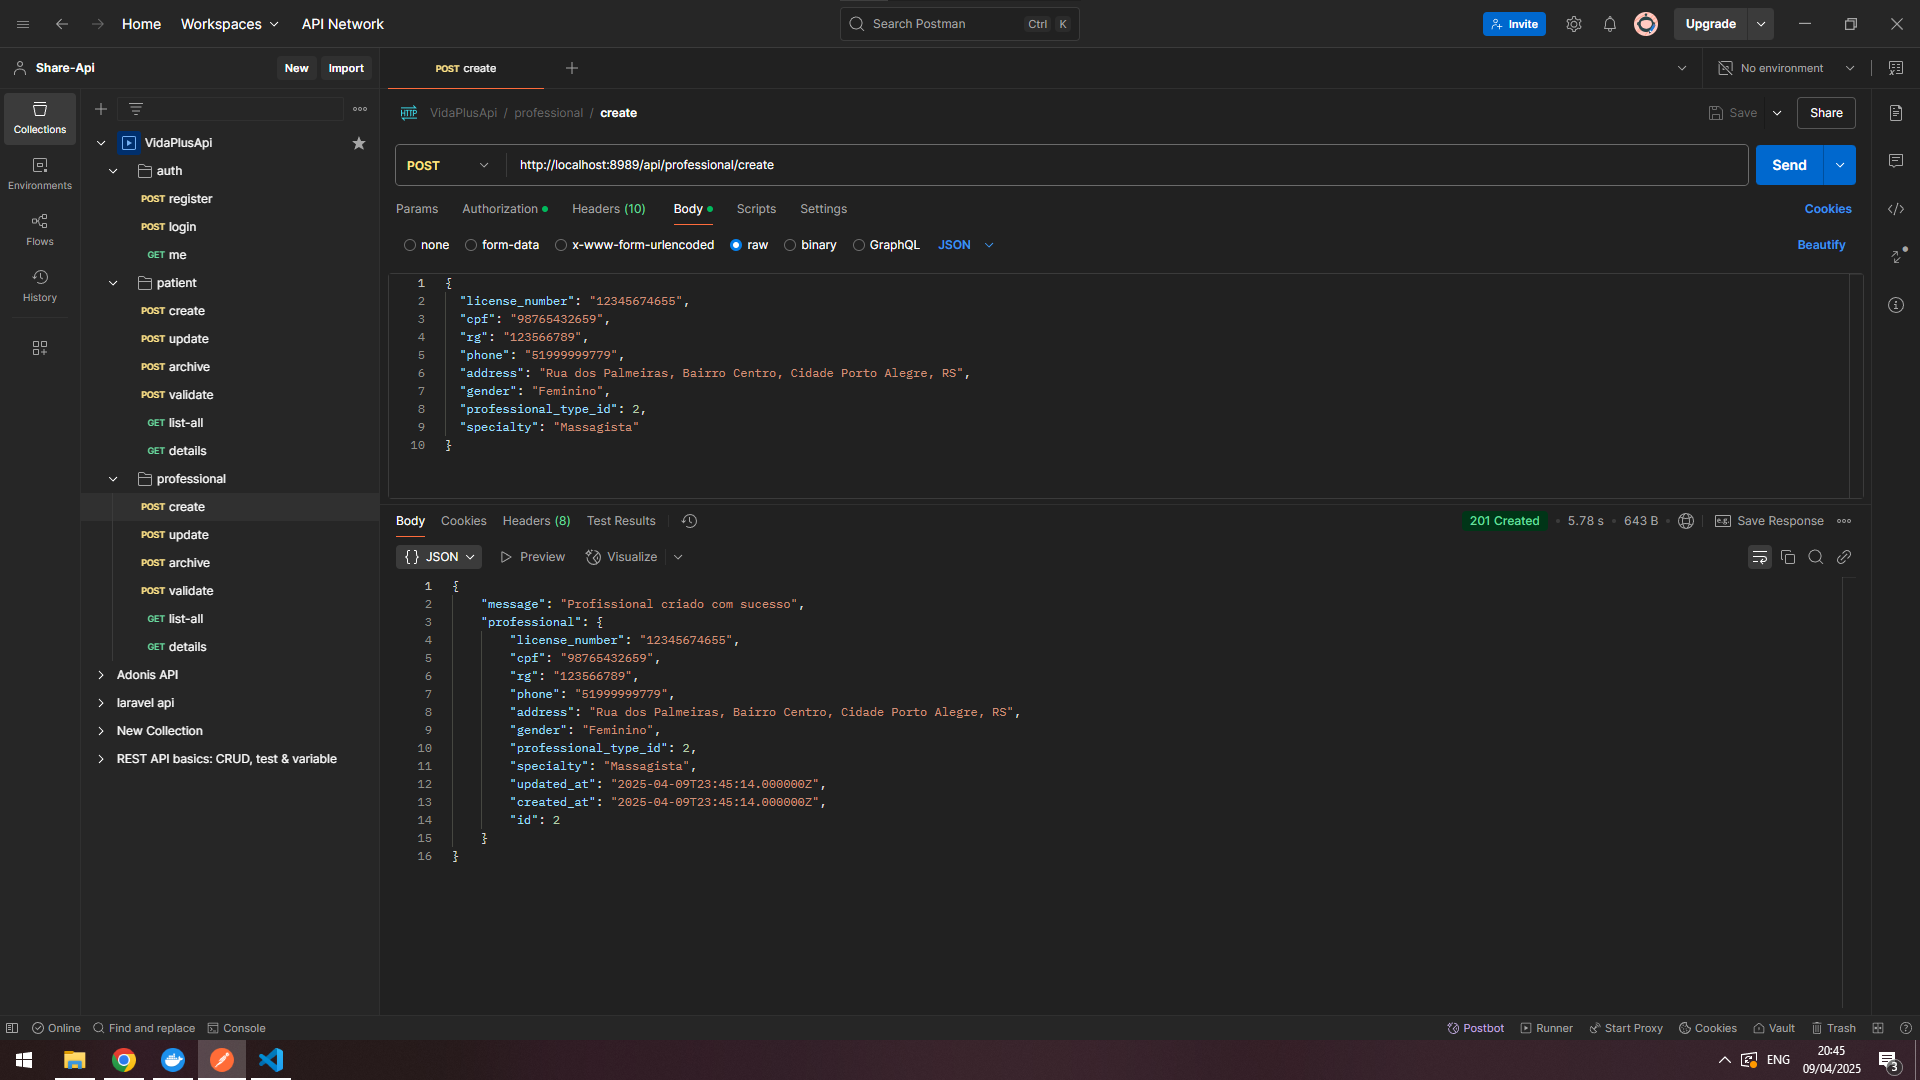 Home Workspaces API Network Search Postman Ctrl K Invite Upgrade
Share-Api New Import POST create No environment
Collections
Environments
Flows
History
VidaPlusApi
auth
POST register
POST login
GET me
patient
POST create
POST update
POST archive
POST validate
GET list-all
GET details
professional
POST create
POST update
POST archive
POST validate
GET list-all
GET details
Adonis API
laravel api
New Collection
REST API basics: CRUD, test & variable
HTTP VidaPlusApi / professional / create Save Share
POST http://localhost:8989/api/professional/create Send
Params Authorization Headers (10) Body Scripts Settings Cookies
none form-data x-www-form-urlencoded raw binary GraphQL JSON Beautify
1 {
2 "license_number": "12345674655",
3 "cpf": "98765432659",
4 "rg": "123566789",
5 "phone": "51999999779",
6 "address": "Rua dos Palmeiras, Bairro Centro, Cidade Porto Alegre, RS",
7 "gender": "Feminino",
8 "professional_type_id": 2,
9 "specialty": "Massagista"
10 }
Body Cookies Headers (8) Test Results 201 Created • 5.78 s • 643 B • e.g. Save Response
{} JSON Preview Visualize
1 {
2 "message": "Profissional criado com sucesso",
3 "professional": {
4 "license_number": "12345674655",
5 "cpf": "98765432659",
6 "rg": "123566789",
7 "phone": "51999999779",
8 "address": "Rua dos Palmeiras, Bairro Centro, Cidade Porto Alegre, RS",
9 "gender": "Feminino",
10 "professional_type_id": 2,
11 "specialty": "Massagista",
12 "updated_at": "2025-04-09T23:45:14.000000Z",
13 "created_at": "2025-04-09T23:45:14.000000Z",
14 "id": 2
15 }
16 }
Online Find and replace Console Postbot Runner Start Proxy Cookies Vault Trash
ENG 20:45
09/04/2025 3